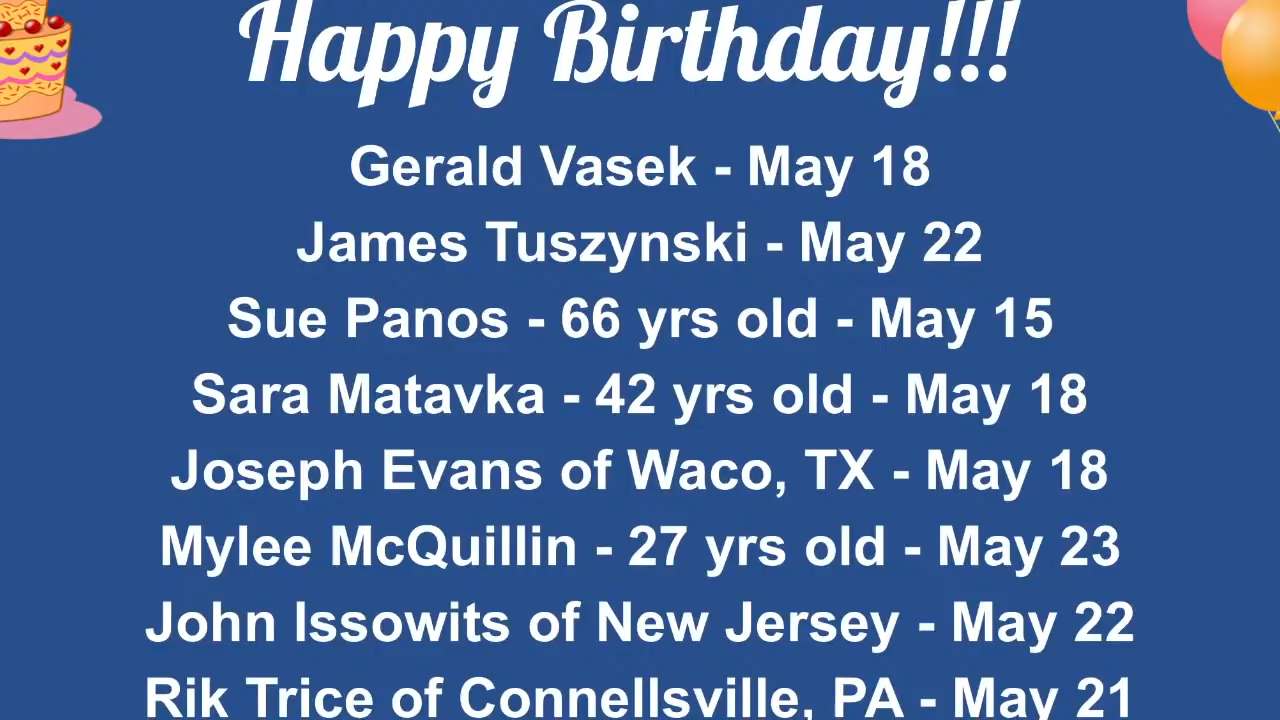 Happy Birthday!!!
Gerald Vasek - May 18
James Tuszynski - May 22
Sue Panos - 66 yrs old - May 15
Sara Matavka - 42 yrs old - May 18
Joseph Evans of Waco, TX - May 18
Mylee McQuillin - 27 yrs old - May 23
John Issowits of New Jersey - May 22
Rik Trice of Connellsville, PA - May 21